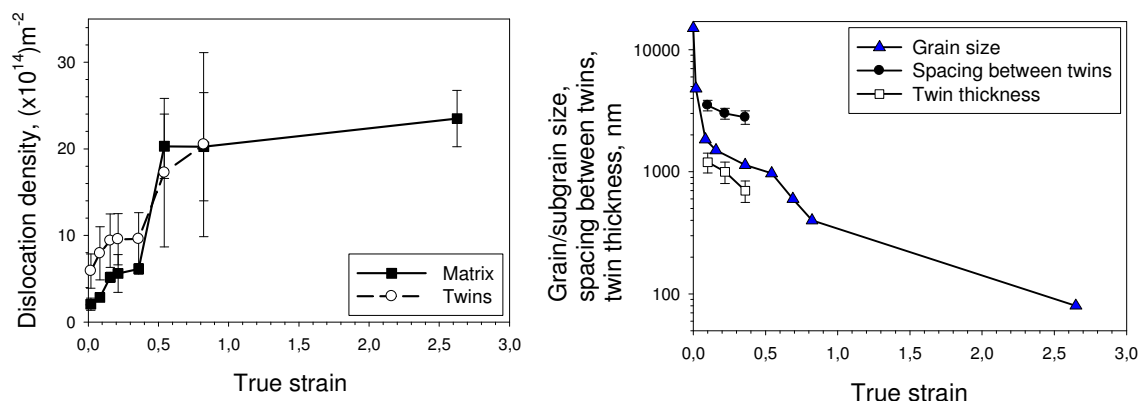 Dislocation density, (x10¹⁴)m⁻²
30
20
10
0
Matrix
Twins
0,0 0,5 1,0 1,5 2,0 2,5 3,0
True strain
Grain/subgrain size,
spacing between twins,
twin thickness, nm
10000
1000
100
Grain size
Spacing between twins
Twin thickness
0,0 0,5 1,0 1,5 2,0 2,5 3,0
True strain